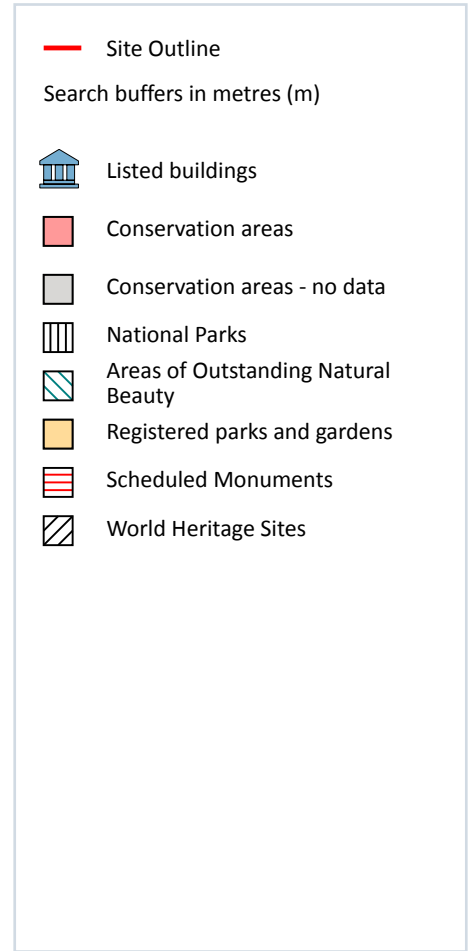 Site Outline
Search buffers in metres (m)
Listed buildings
Conservation areas
Conservation areas - no data
National Parks
Areas of Outstanding Natural
Beauty
Registered parks and gardens
Scheduled Monuments
World Heritage Sites